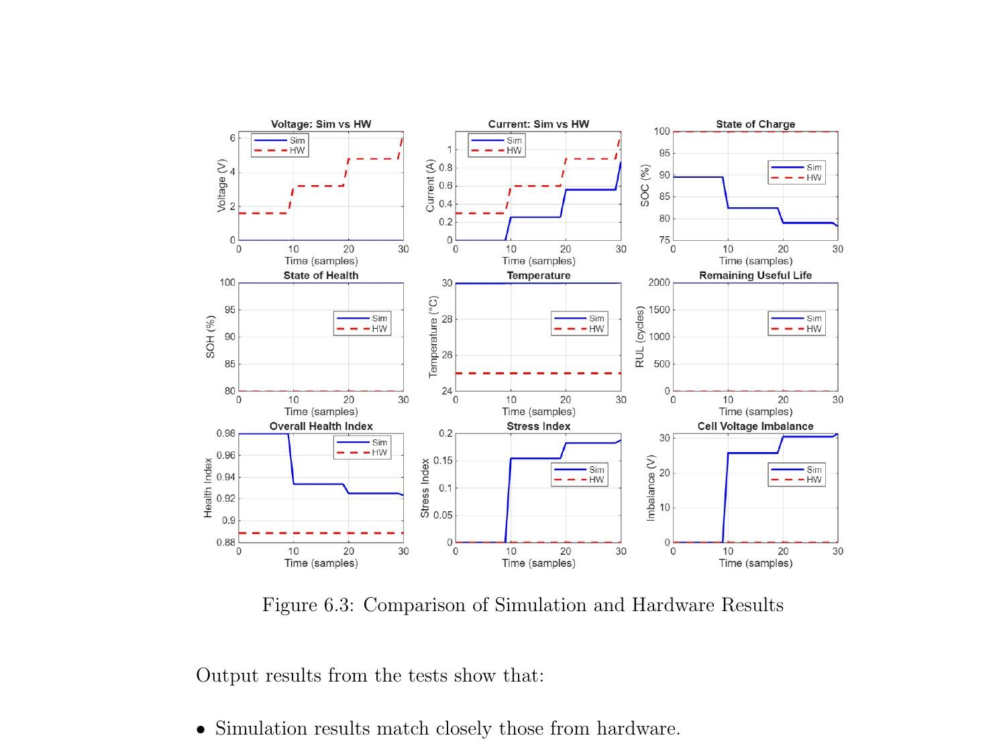 Voltage: Sim vs HW
Current: Sim vs HW
State of Charge
Sim
HW
Voltage (V)
6
4
2
0
0 10 20 30
Time (samples)
Sim
HW
Current (A)
1
0.8
0.6
0.4
0.2
0
0 10 20 30
Time (samples)
Sim
HW
SOC (%)
100
95
90
85
80
75
0 10 20 30
Time (samples)
State of Health
Temperature
Remaining Useful Life
Sim
HW
SOH (%)
100
95
90
85
80
0 10 20 30
Time (samples)
Sim
HW
Temperature (°C)
30
28
26
24
0 10 20 30
Time (samples)
Sim
HW
RUL (cycles)
2000
1500
1000
500
0
0 10 20 30
Time (samples)
Overall Health Index
Stress Index
Cell Voltage Imbalance
Sim
HW
Health Index
0.98
0.96
0.94
0.92
0.9
0.88
0 10 20 30
Time (samples)
Sim
HW
Stress Index
0.2
0.15
0.1
0.05
0
0 10 20 30
Time (samples)
Sim
HW
Imbalance (V)
30
20
10
0
0 10 20 30
Time (samples)
Figure 6.3: Comparison of Simulation and Hardware Results
Output results from the tests show that:
• Simulation results match closely those from hardware.